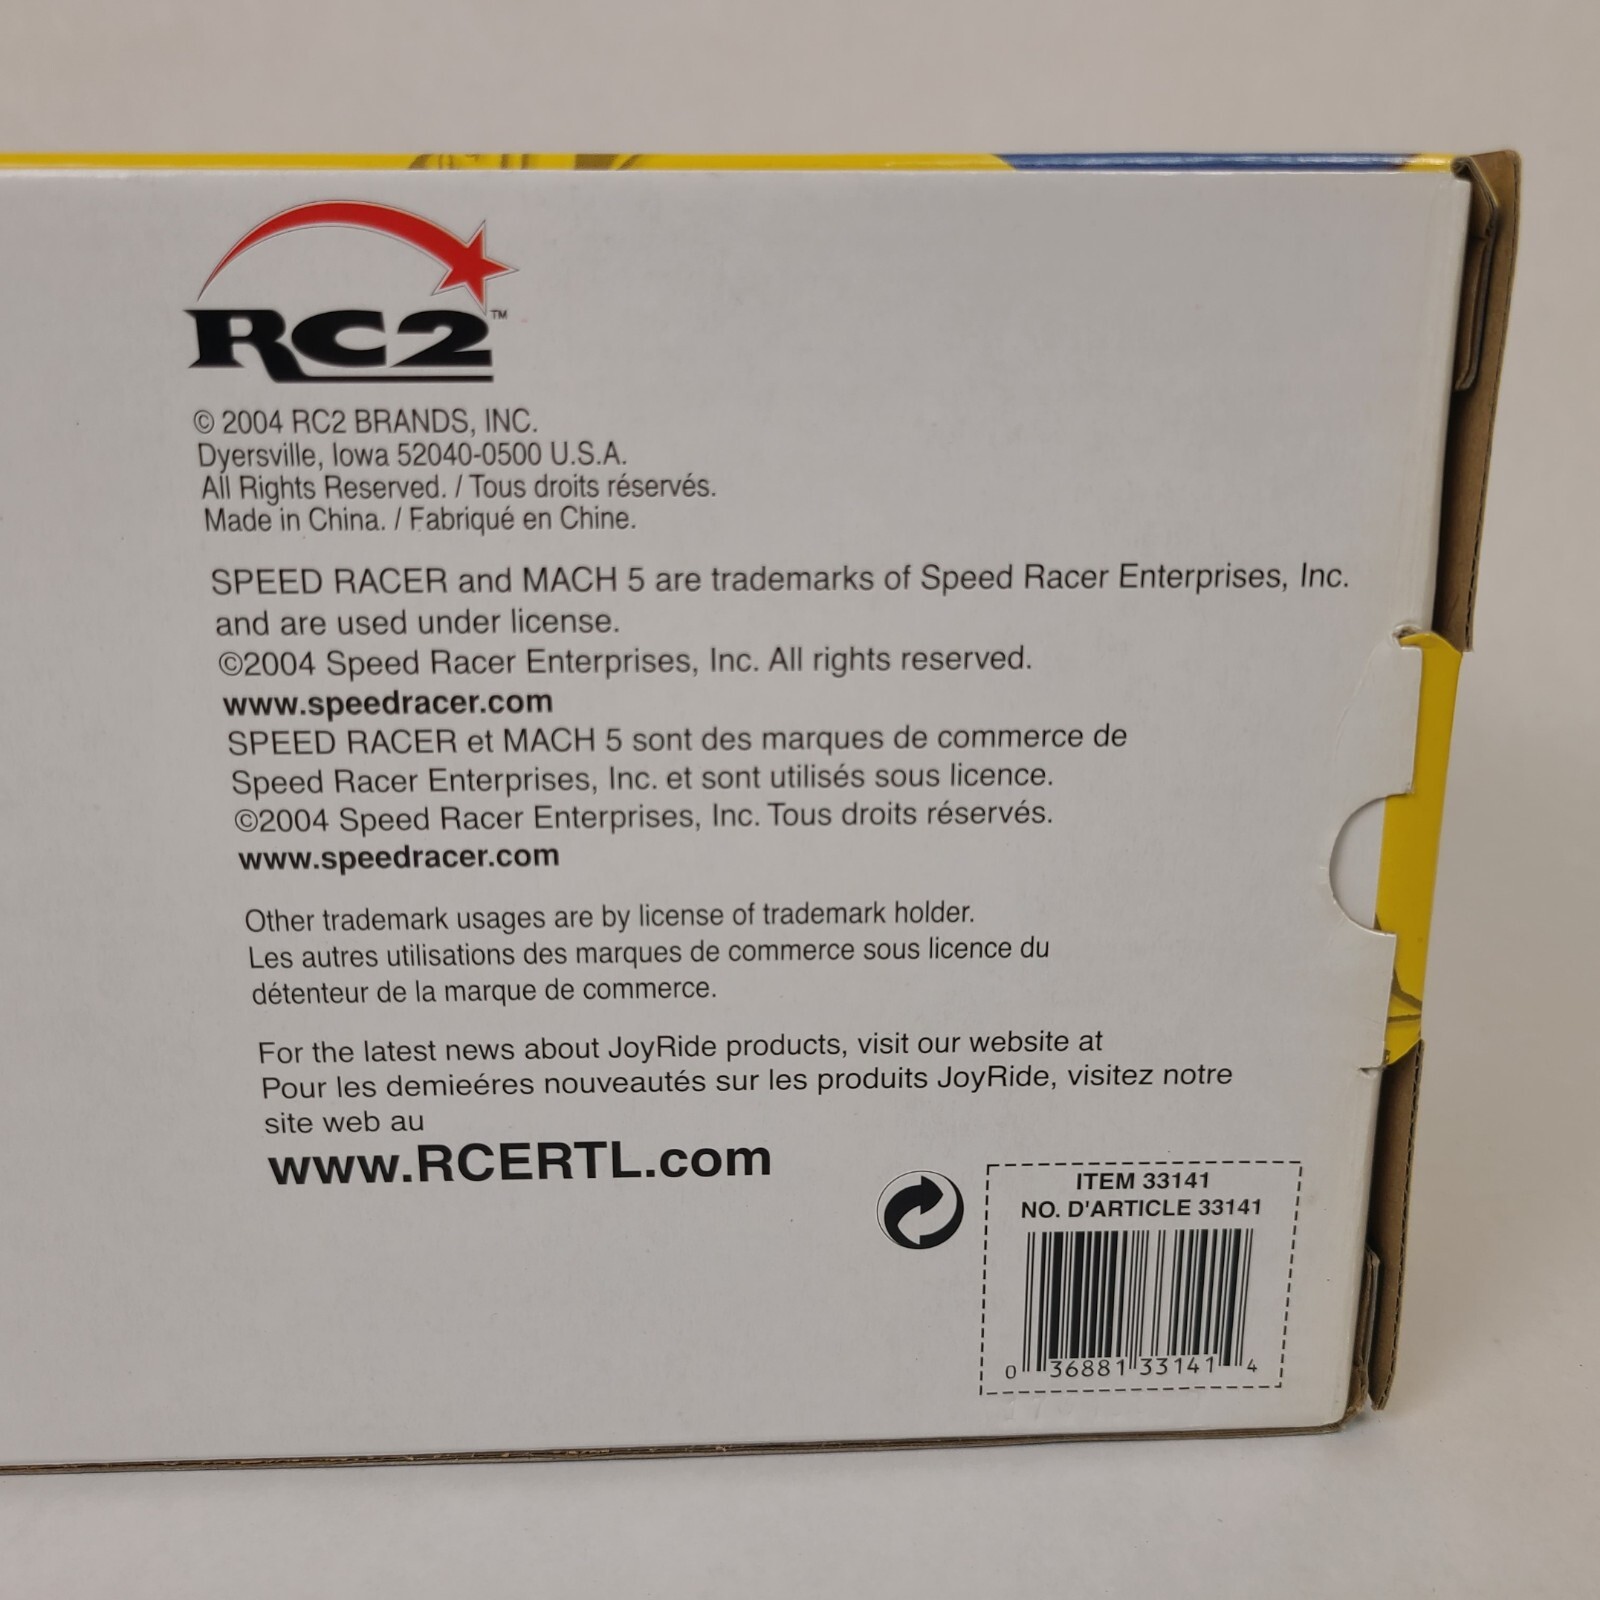 RC2™
© 2004 RC2 BRANDS, INC.
Dyersville, Iowa 52040-0500 U.S.A.
All Rights Reserved. / Tous droits réservés.
Made in China. / Fabriqué en Chine.
SPEED RACER and MACH 5 are trademarks of Speed Racer Enterprises, Inc.
and are used under license.
©2004 Speed Racer Enterprises, Inc. All rights reserved.
www.speedracer.com
SPEED RACER et MACH 5 sont des marques de commerce de
Speed Racer Enterprises, Inc. et sont utilisés sous licence.
©2004 Speed Racer Enterprises, Inc. Tous droits réservés.
www.speedracer.com
Other trademark usages are by license of trademark holder.
Les autres utilisations des marques de commerce sous licence du
détenteur de la marque de commerce.
For the latest news about JoyRide products, visit our website at
Pour les demieéres nouveautés sur les produits JoyRide, visitez notre
site web au
www.RCERTL.com
ITEM 33141
NO. D'ARTICLE 33141
0 36881 33141 4